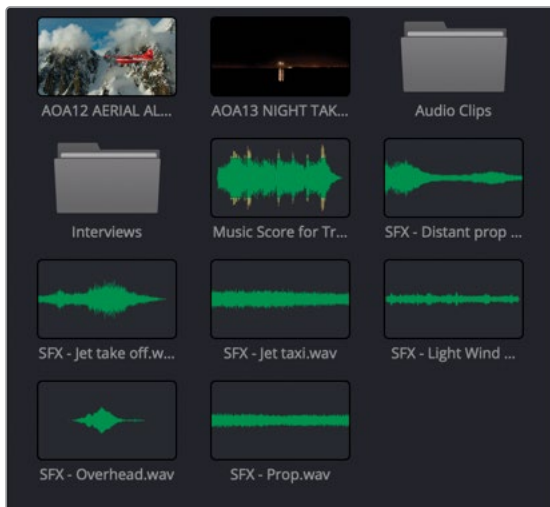 AOA12 AERIAL AL...
AOA13 NIGHT TAK...
Audio Clips
Interviews
Music Score for Tr...
SFX - Distant prop ...
SFX - Jet take off.w...
SFX - Jet taxi.wav
SFX - Light Wind ...
SFX - Overhead.wav
SFX - Prop.wav